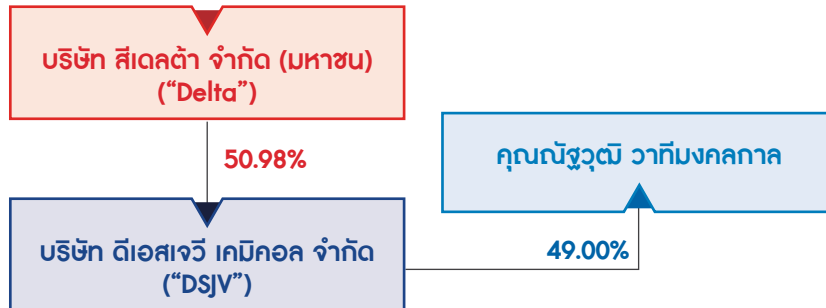 บริษัท สีเดลต้า จำกัด (มหาชน)
(“Delta”)
50.98%
คุณณัฐวุฒิ วาทีมงคลกาล
บริษัท ดีเอสเจวี เคมิคอล จำกัด
(“DSJV”)
49.00%